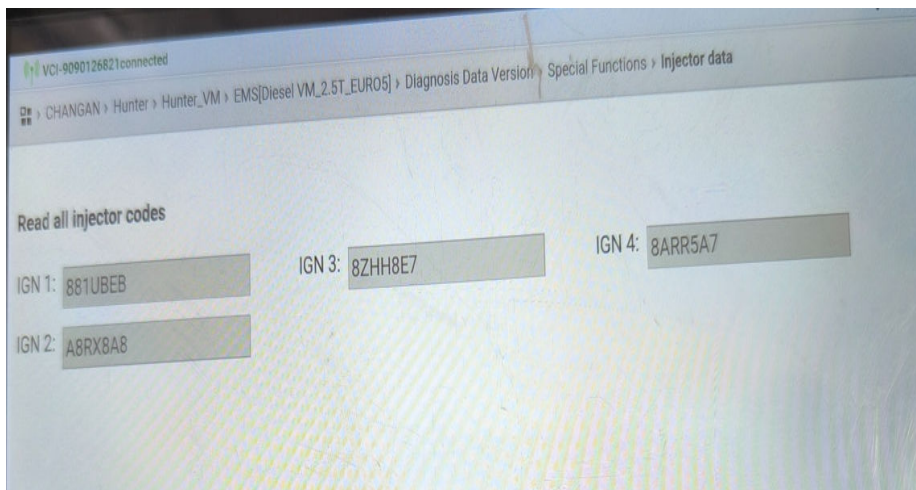 VCI-9090126821connected
CHANGAN › Hunter › Hunter_VM › EMS[Diesel VM_2.5T_EURO5] › Diagnosis Data Version › Special Functions › Injector data
Read all injector codes
IGN 1: 881UBEB
IGN 3: 8ZHH8E7
IGN 4: 8ARR5A7
IGN 2: A8RX8A8